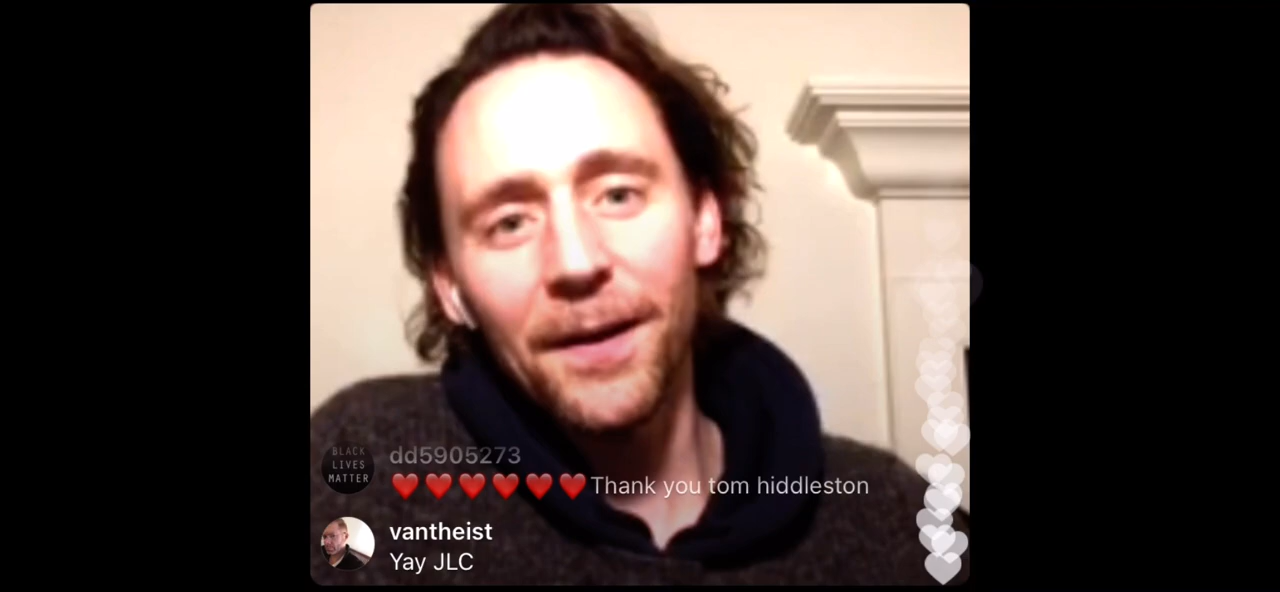 BLACK
LIVES
MATTER
dd5905273
❤️❤️❤️❤️❤️❤️Thank you tom hiddleston
vantheist
Yay JLC